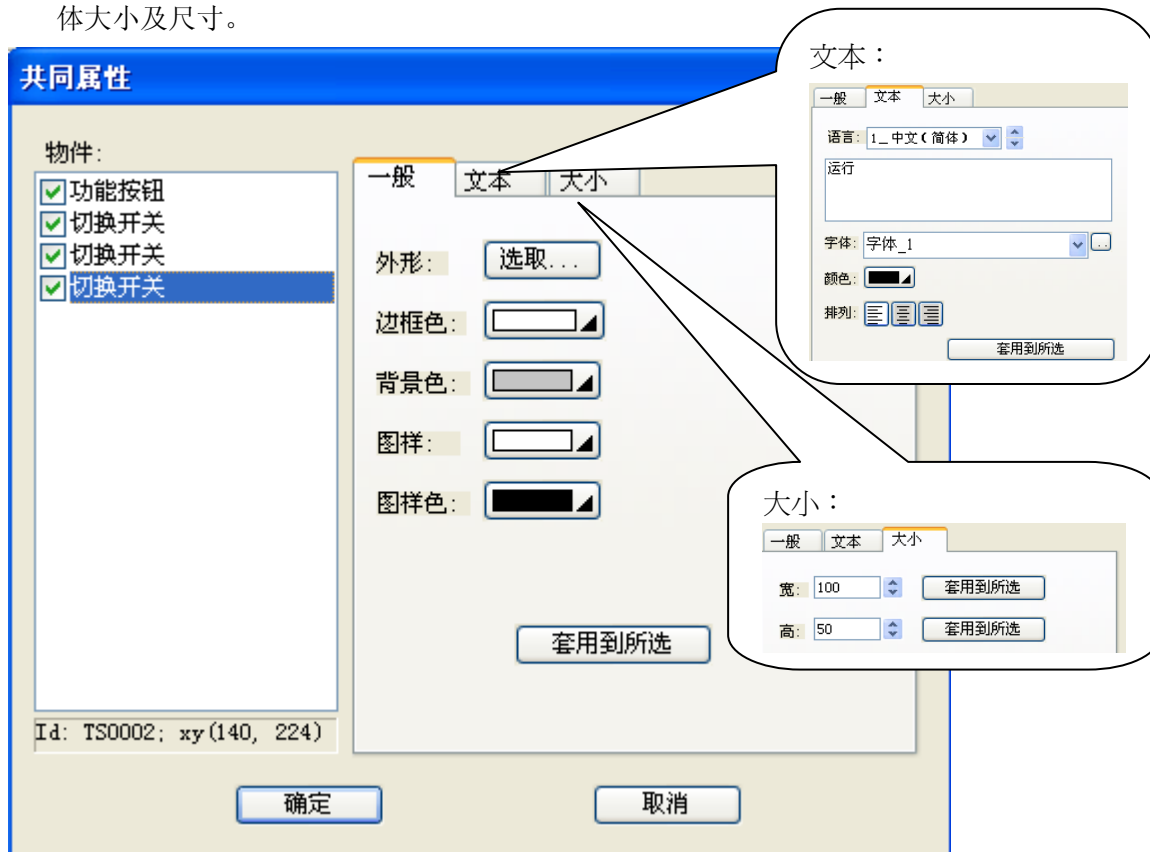 体大小及尺寸。
共同属性
物件:
功能按钮
切换开关
切换开关
切换开关
Id: TS0002; xy(140, 224)
一般 文本 大小
外形: 选取...
边框色:
背景色:
图样:
图样色:
套用到所选
确定 取消
文本：
一般 文本 大小
语言: 1_中文(简体)
运行
字体: 字体_1 ..
颜色:
排列:
套用到所选
大小：
一般 文本 大小
宽: 100 套用到所选
高: 50 套用到所选